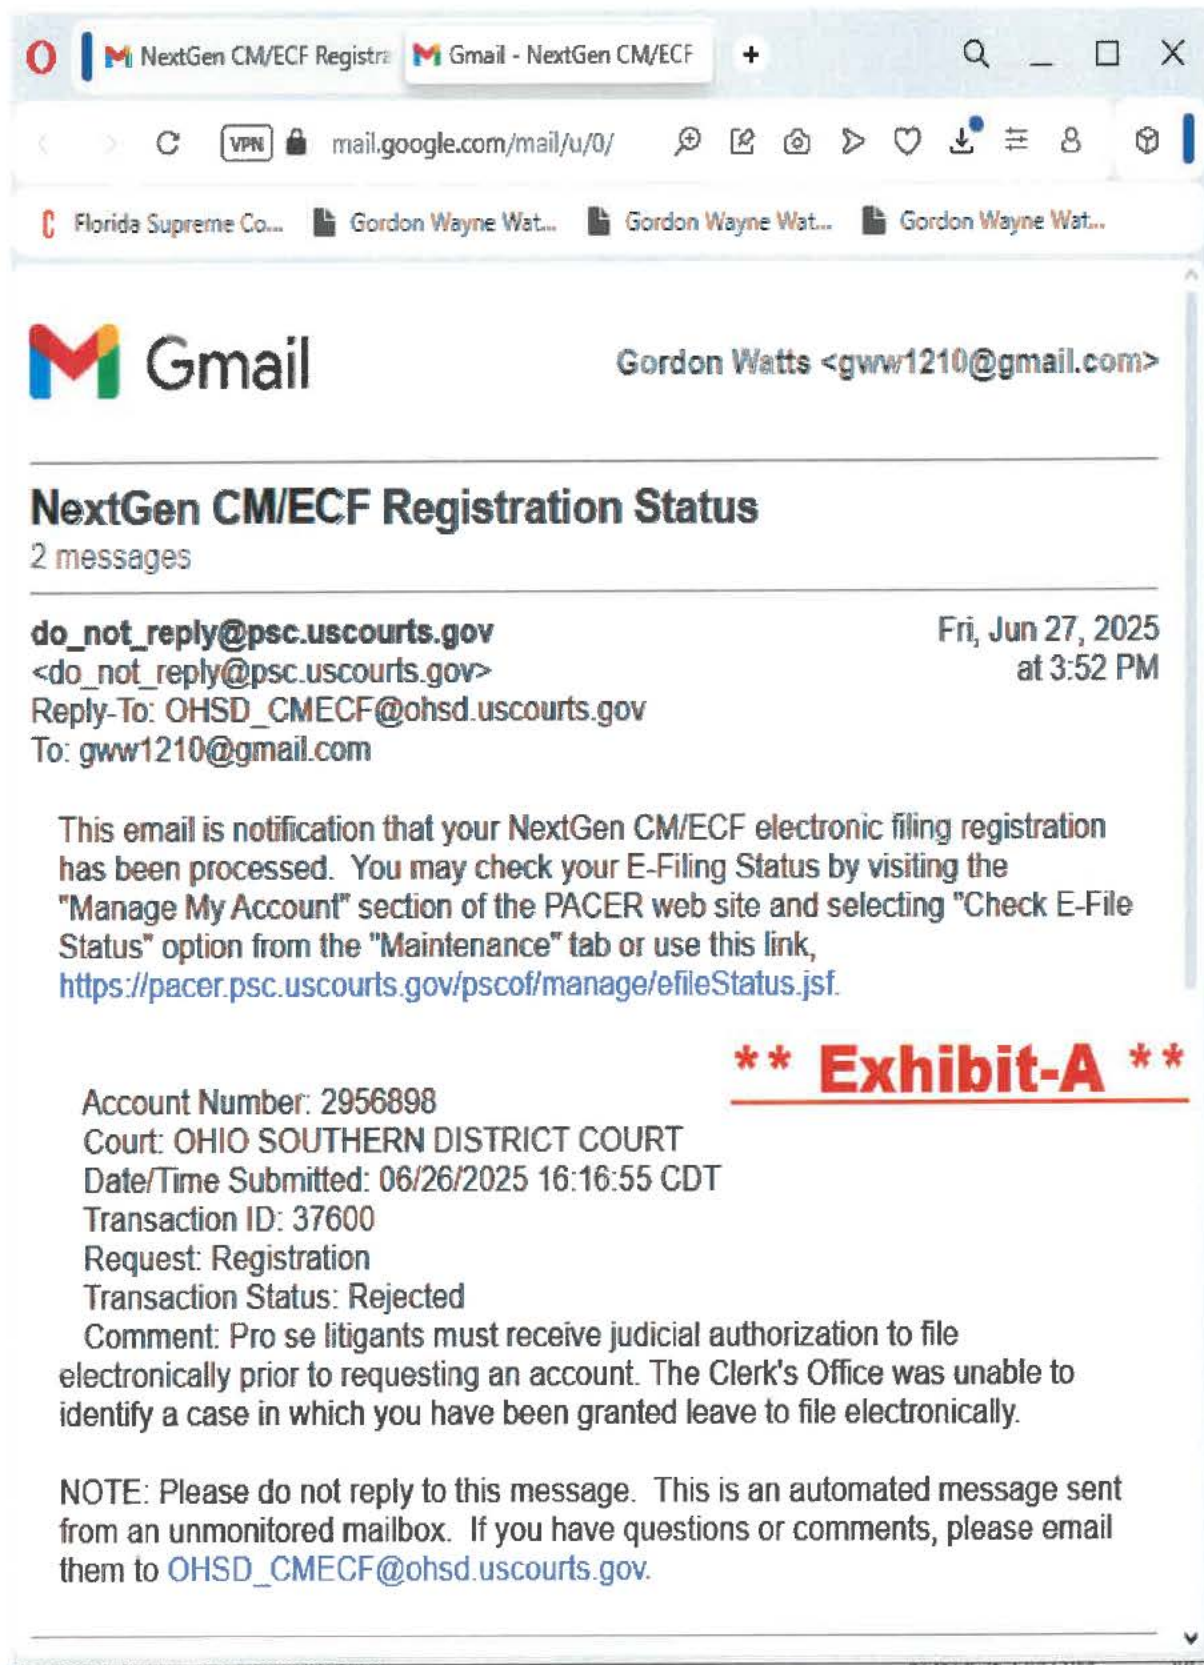 NextGen CM/ECF Registra
Gmail - NextGen CM/ECF
VPN mail.google.com/mail/u/0/
Florida Supreme Co... Gordon Wayne Wat... Gordon Wayne Wat... Gordon Wayne Wat...
Gmail
Gordon Watts <gww1210@gmail.com>
NextGen CM/ECF Registration Status
2 messages
do_not_reply@psc.uscourts.gov
Fri, Jun 27, 2025
<do_not_reply@psc.uscourts.gov>
at 3:52 PM
Reply-To: OHSD_CMECF@ohsd.uscourts.gov
To: gww1210@gmail.com
This email is notification that your NextGen CM/ECF electronic filing registration
has been processed. You may check your E-Filing Status by visiting the
"Manage My Account" section of the PACER web site and selecting "Check E-File
Status" option from the "Maintenance" tab or use this link,
https://pacer.psc.uscourts.gov/pscof/manage/efileStatus.jsf.
** Exhibit-A **
Account Number: 2956898
Court: OHIO SOUTHERN DISTRICT COURT
Date/Time Submitted: 06/26/2025 16:16:55 CDT
Transaction ID: 37600
Request: Registration
Transaction Status: Rejected
Comment: Pro se litigants must receive judicial authorization to file
electronically prior to requesting an account. The Clerk's Office was unable to
identify a case in which you have been granted leave to file electronically.
NOTE: Please do not reply to this message. This is an automated message sent
from an unmonitored mailbox. If you have questions or comments, please email
them to OHSD_CMECF@ohsd.uscourts.gov.